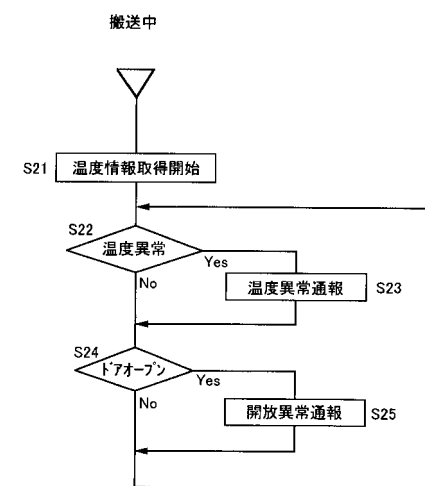 搬送中
S21 温度情報取得開始
S22
温度異常
Yes
No
温度異常通報 S23
S24
ドアオープン
Yes
No
開放異常通報 S25